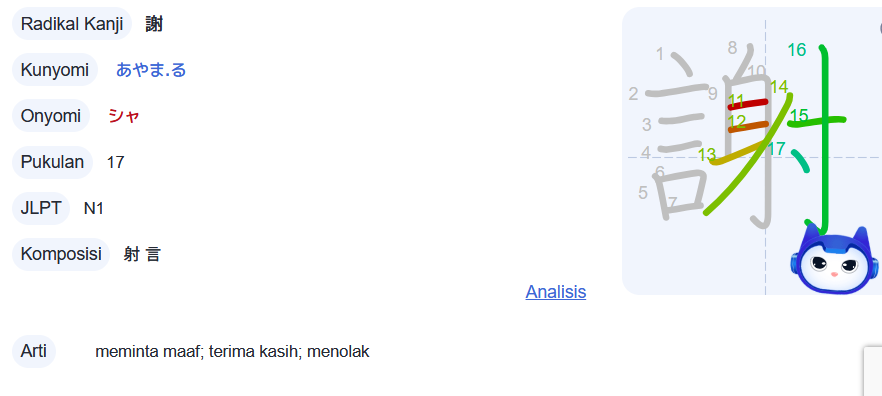 Radikal Kanji 謝
Kunyomi あやま.る
Onyomi シャ
Pukulan 17
JLPT N1
Komposisi 射 言
Analisis
Arti meminta maaf; terima kasih; menolak
謝
1
2
3
4
5
6
7
8
9
10
11
12
13
14
15
16
17